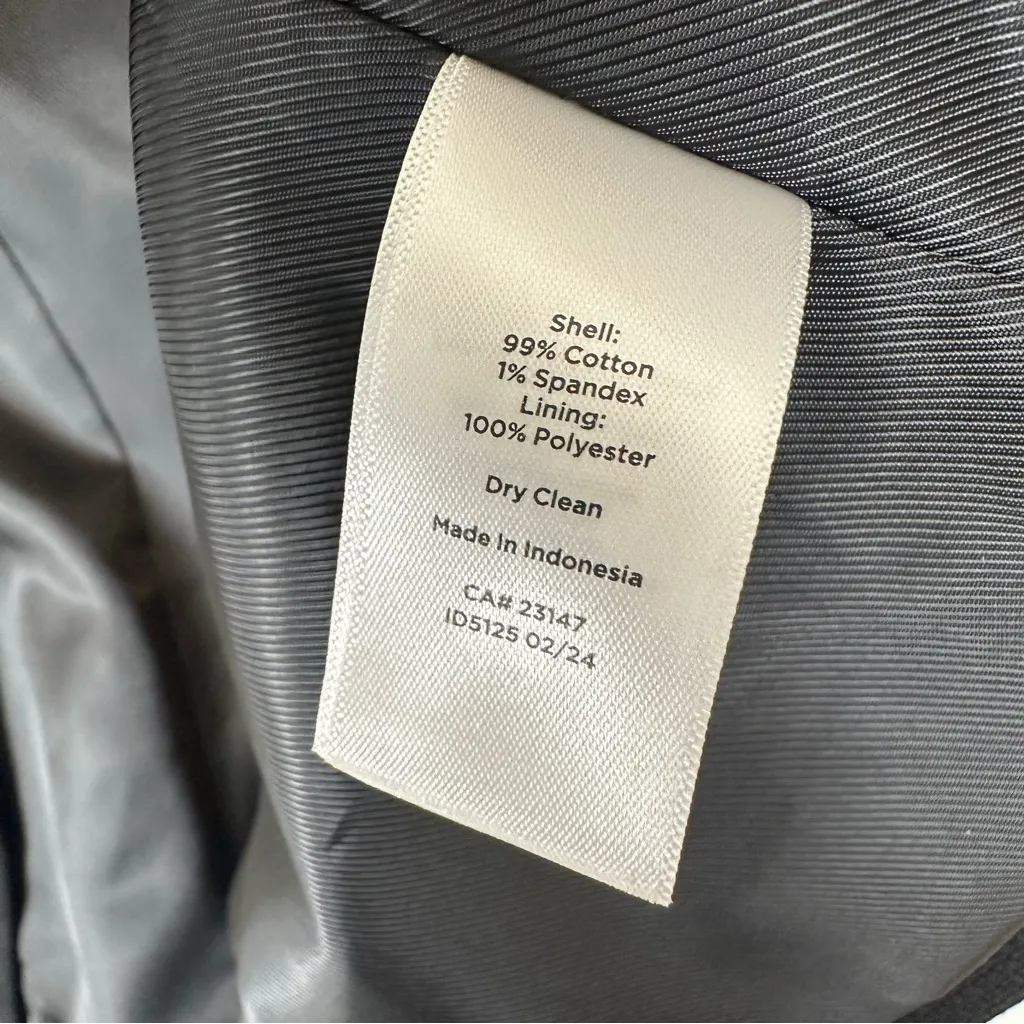 Shell:
99% Cotton
1% Spandex
Lining:
100% Polyester
Dry Clean
Made In Indonesia
CA# 23147
ID5125 02/24